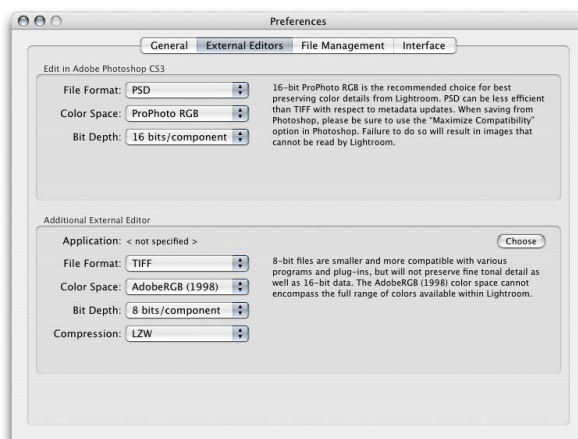 Preferences
General External Editors File Management Interface
Edit in Adobe Photoshop CS3
File Format: PSD
Color Space: ProPhoto RGB
Bit Depth: 16 bits/component
16-bit ProPhoto RGB is the recommended choice for best
preserving color details from Lightroom. PSD can be less efficient
than TIFF with respect to metadata updates. When saving from
Photoshop, please be sure to use the “Maximize Compatibility”
option in Photoshop. Failure to do so will result in images that
cannot be read by Lightroom.
Additional External Editor
Application: < not specified >
Choose
File Format: TIFF
Color Space: AdobeRGB (1998)
Bit Depth: 8 bits/component
Compression: LZW
8-bit files are smaller and more compatible with various
programs and plug-ins, but will not preserve fine tonal detail as
well as 16-bit data. The AdobeRGB (1998) color space cannot
encompass the full range of colors available within Lightroom.